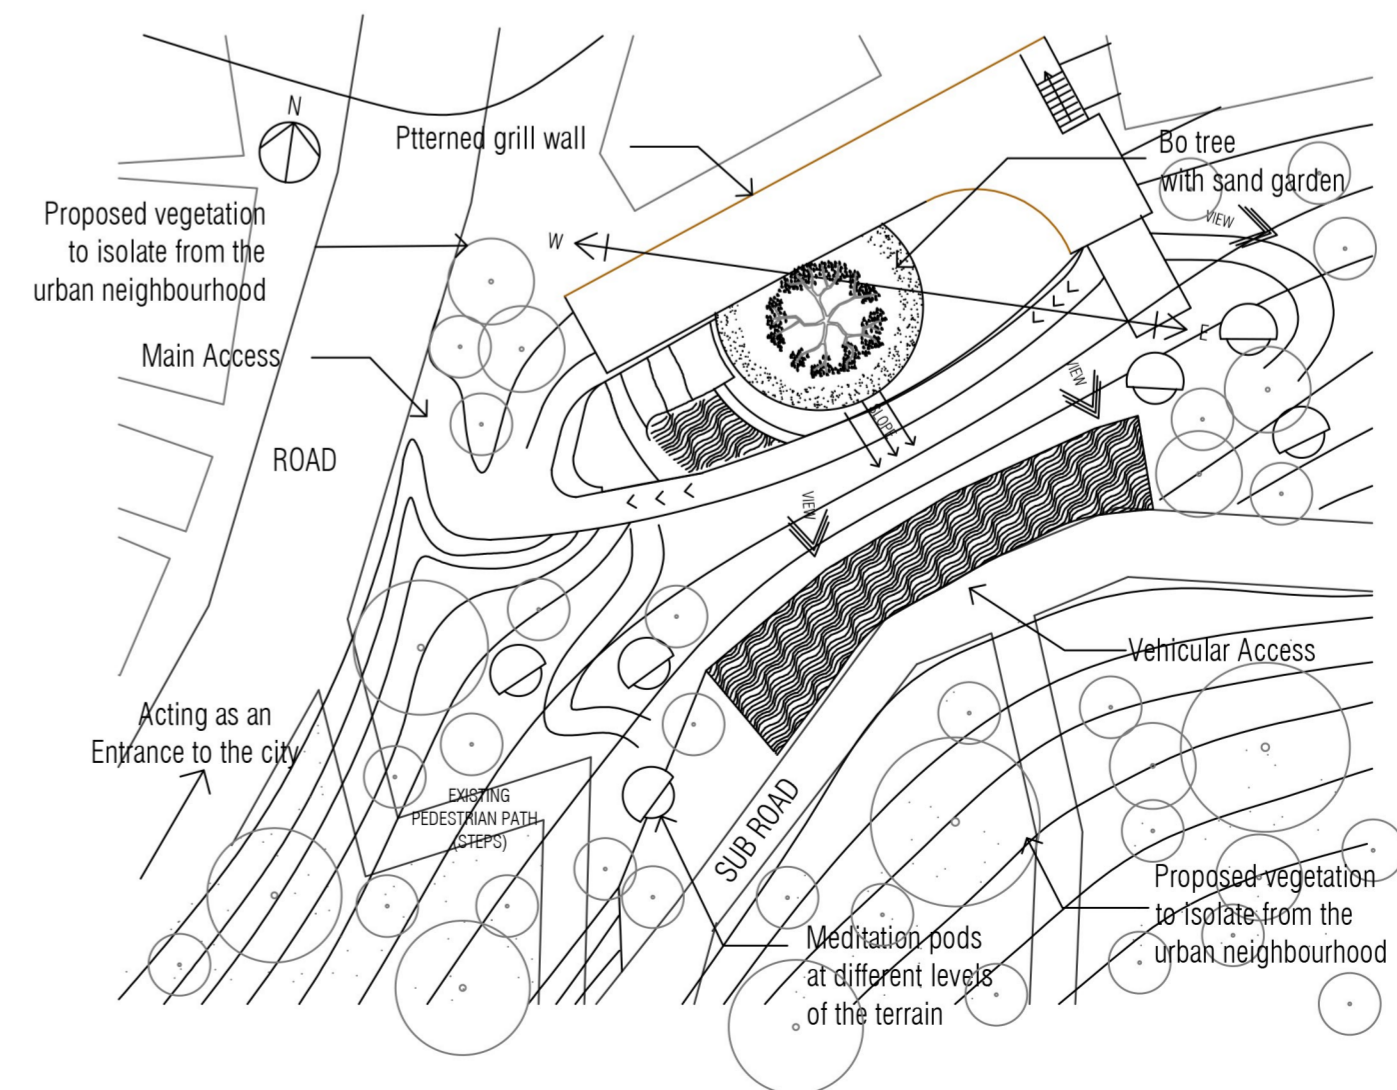 N
Ptterned grill wall
Bo tree
with sand garden
Proposed vegetation
to isolate from the
urban neighbourhood
W
VIEW
E
Main Access
VIEW
SLOPE
ROAD
VIEW
Vehicular Access
Acting as an
Entrance to the city
EXISTING
PEDESTRIAN PATH
(STEPS)
SUB ROAD
Meditation pods
at different levels
of the terrain
Proposed vegetation
to isolate from the
urban neighbourhood